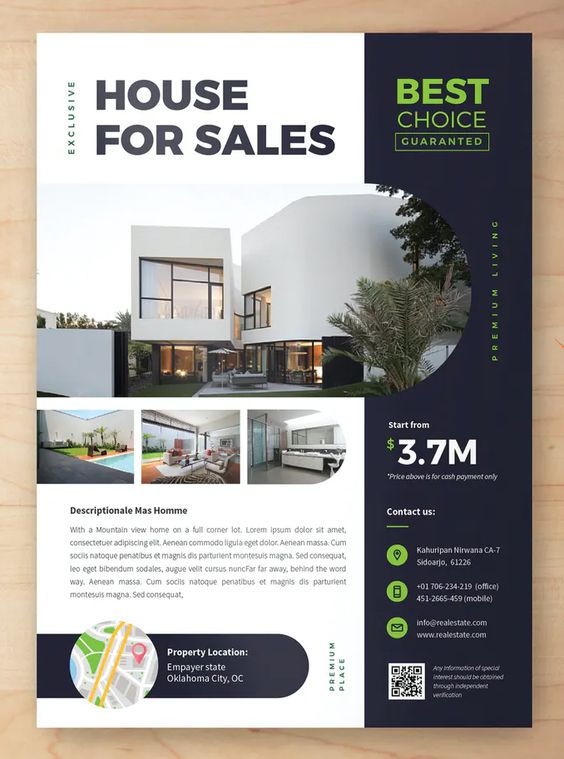 EXCLUSIVE
HOUSE
FOR SALES
BEST
CHOICE
GUARANTED
PREMIUM LIVING
Start from
$3.7M
*Price above is for cash payment only
Descriptionale Mas Homme
With a Mountain view home on a full corner lot. Lorem ipsum dolor sit amet,
consectetuer adipiscing elit. Aenean commodo ligula eget dolor. Aenean massa. Cum
sociis natoque penatibus et magnis dis parturient montesugm massa. Sed consequat,
leo eget bibendum sodales, augue velit cursus nuncFar far away, behind the word
way. Aenean massa. Cum sociis natoque penatibus et magnis dis parturient
montesugm massa. Sed consequat,
Contact us:
Kahuripan Nirwana CA-7
Sidoarjo, 61226
+01 706-234-219 (office)
451-2665-459 (mobile)
info@realestate.com
www.realestate.com
Property Location:
Empayer state
Oklahoma City, OC
PREMIUM
PLACE
Any information of special
interest should be obtained
through independent
verification